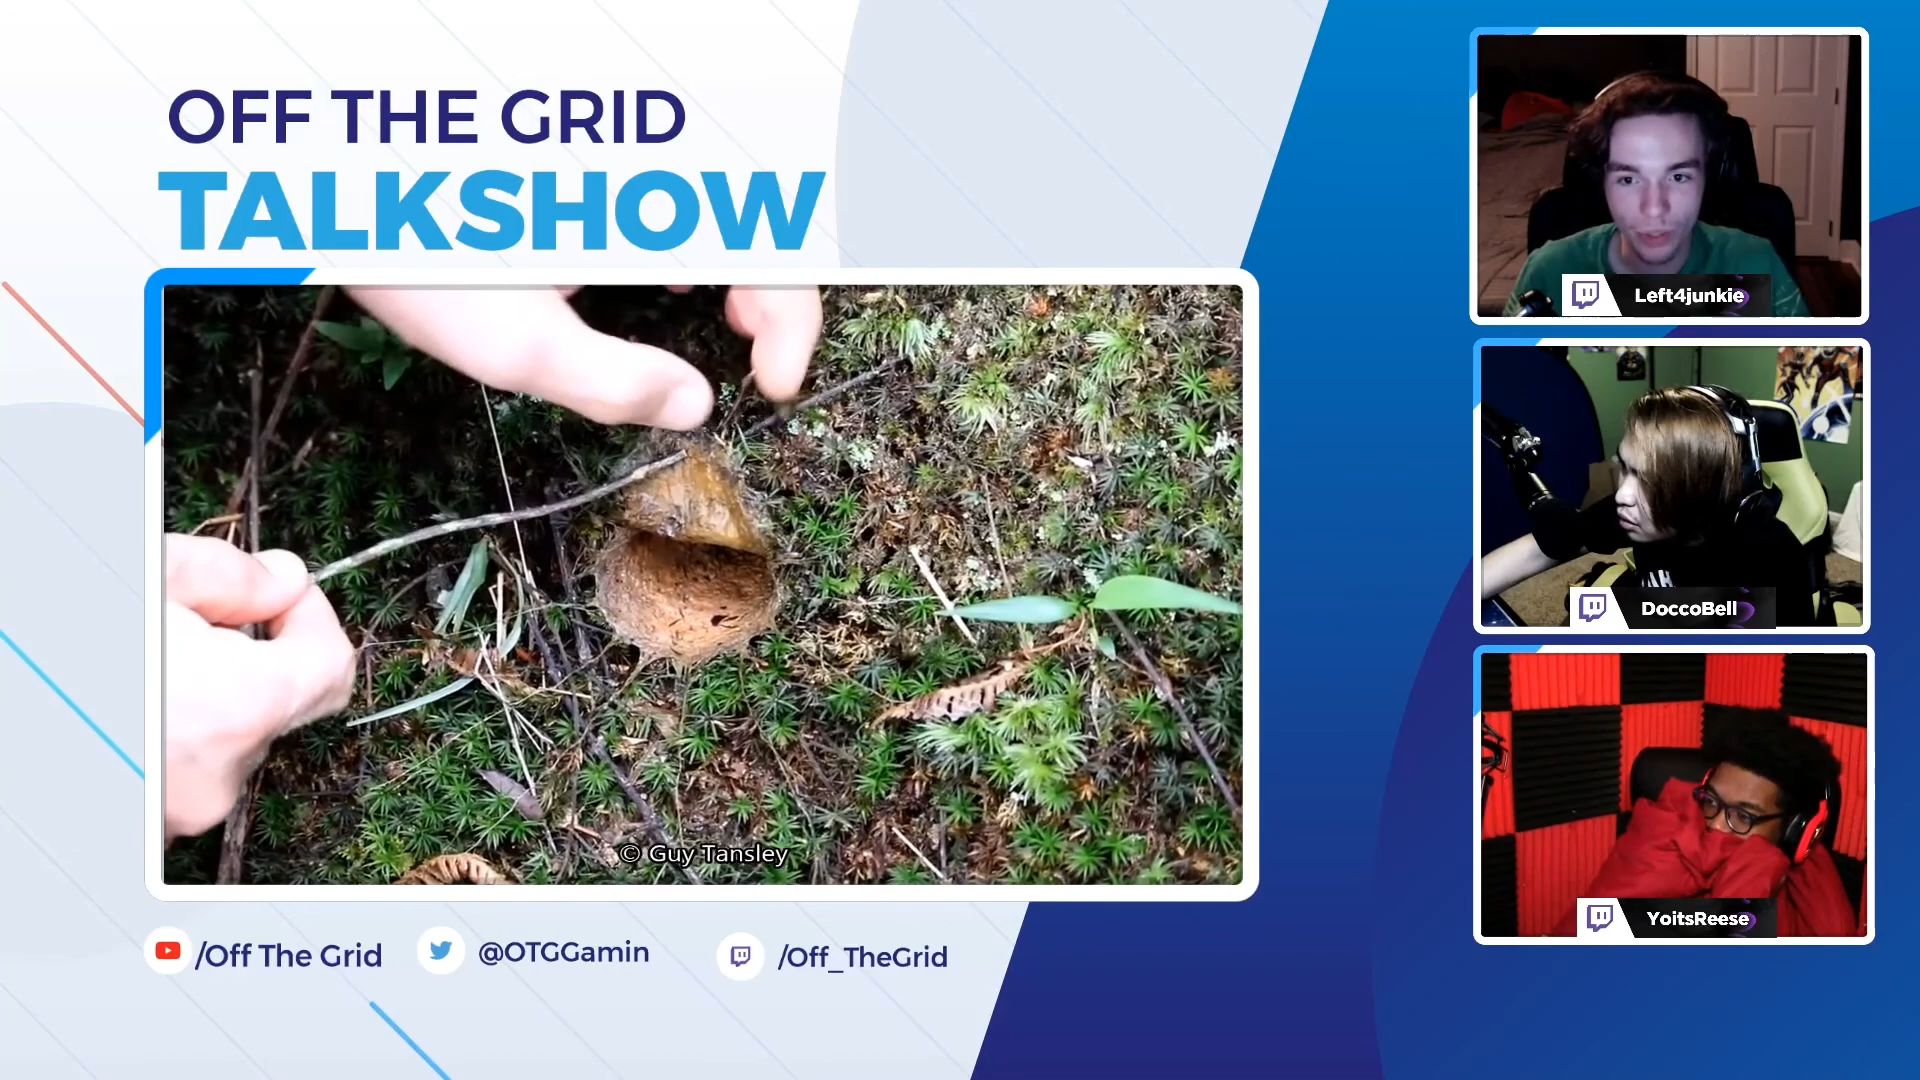 OFF THE GRID
TALKSHOW
© Guy Tansley
/Off The Grid
@OTGGamin
/Off_TheGrid
Left4junkie
DoccoBell
YoitsReese